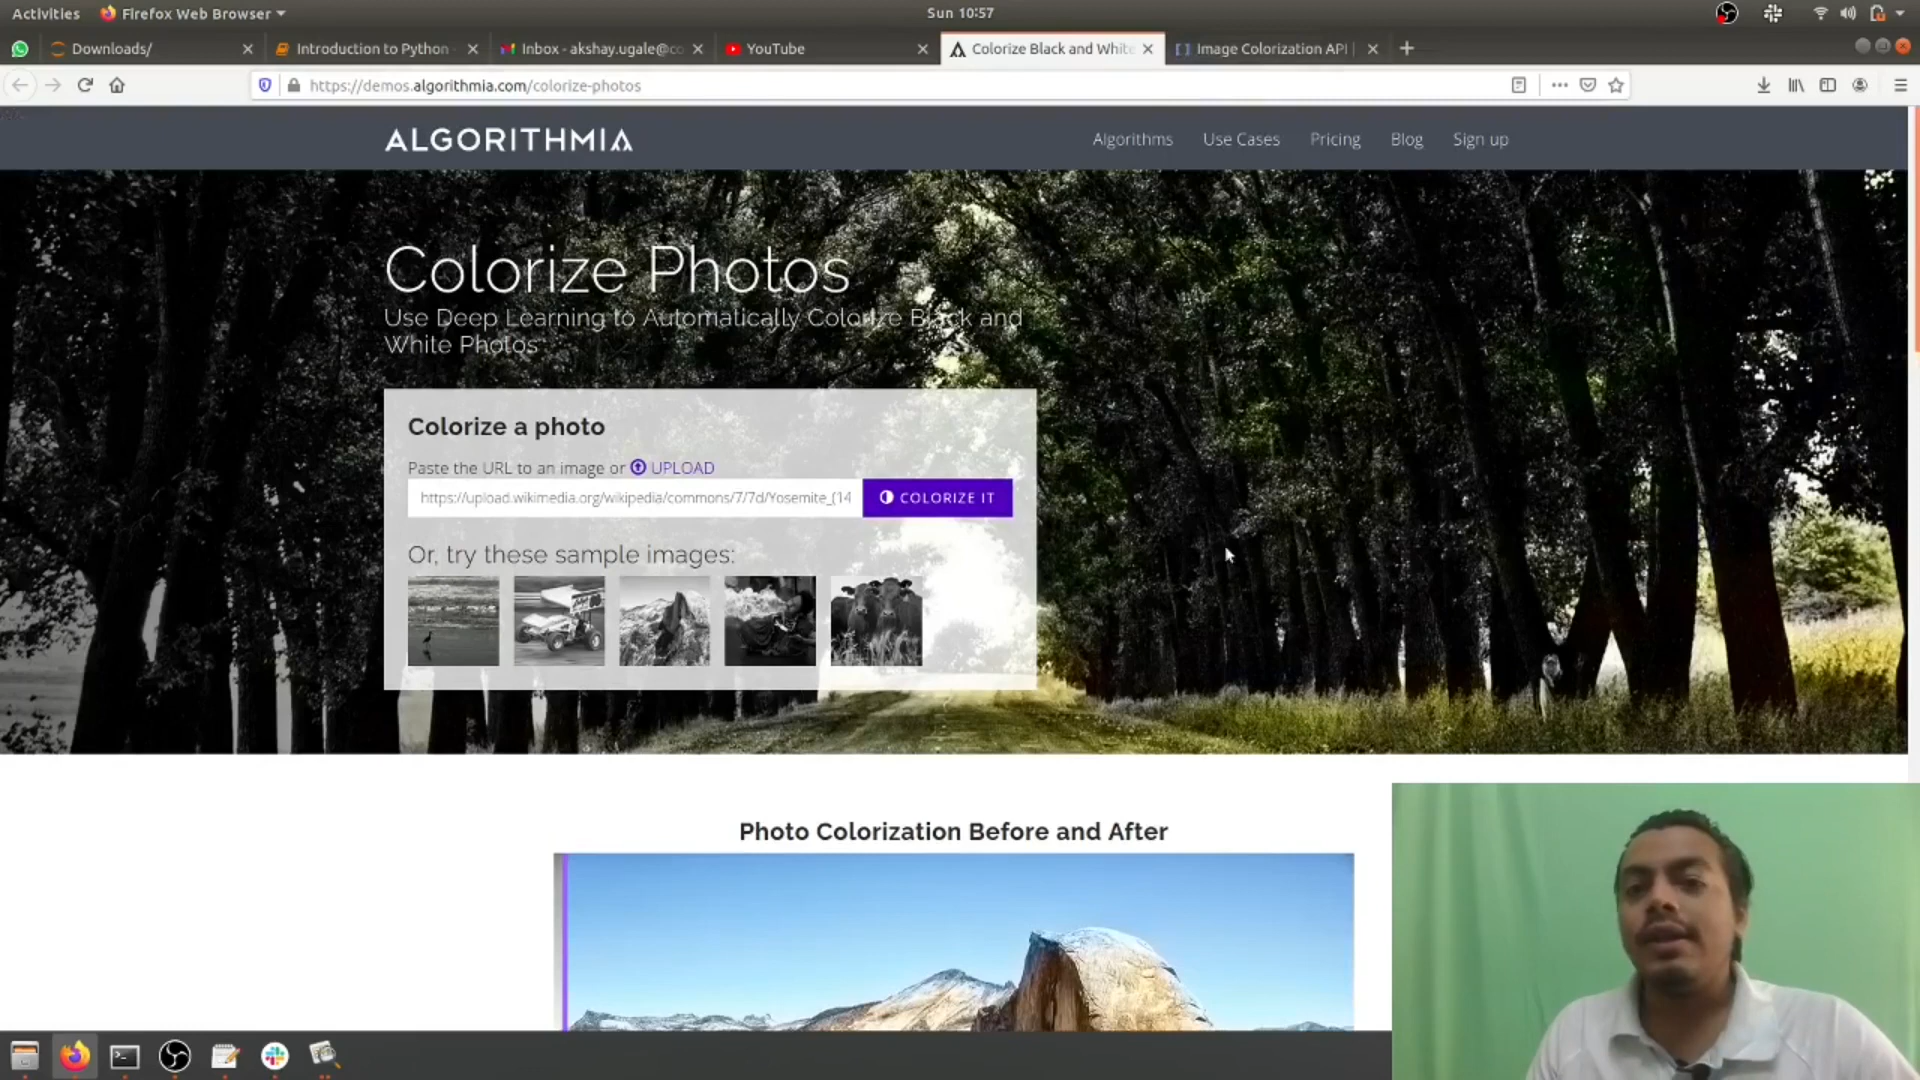 Activities Firefox Web Browser Sun 10:57
Downloads/ Introduction to Python Inbox - akshay.ugale@co YouTube Colorize Black and White Image Colorization API |
https://demos.algorithmia.com/colorize-photos
ALGORITHMIA Algorithms Use Cases Pricing Blog Sign up
Colorize Photos
Use Deep Learning to Automatically Colorize Black and
White Photos
Colorize a photo
Paste the URL to an image or UPLOAD
https://upload.wikimedia.org/wikipedia/commons/7/7d/Yosemite_(14 COLORIZE IT
Or, try these sample images:
Photo Colorization Before and After